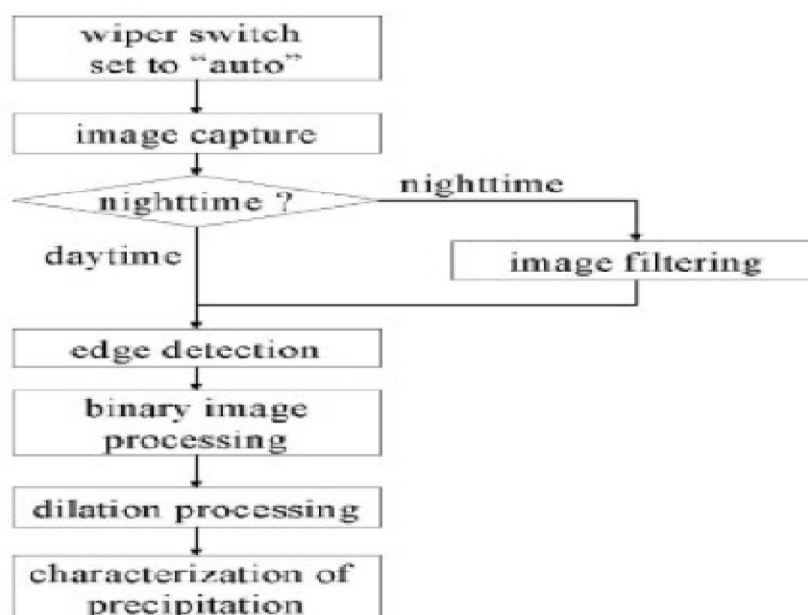 wiper switch
set to “auto”
image capture
nighttime ?
nighttime
daytime
image filtering
edge detection
binary image
processing
dilation processing
characterization of
precipitation